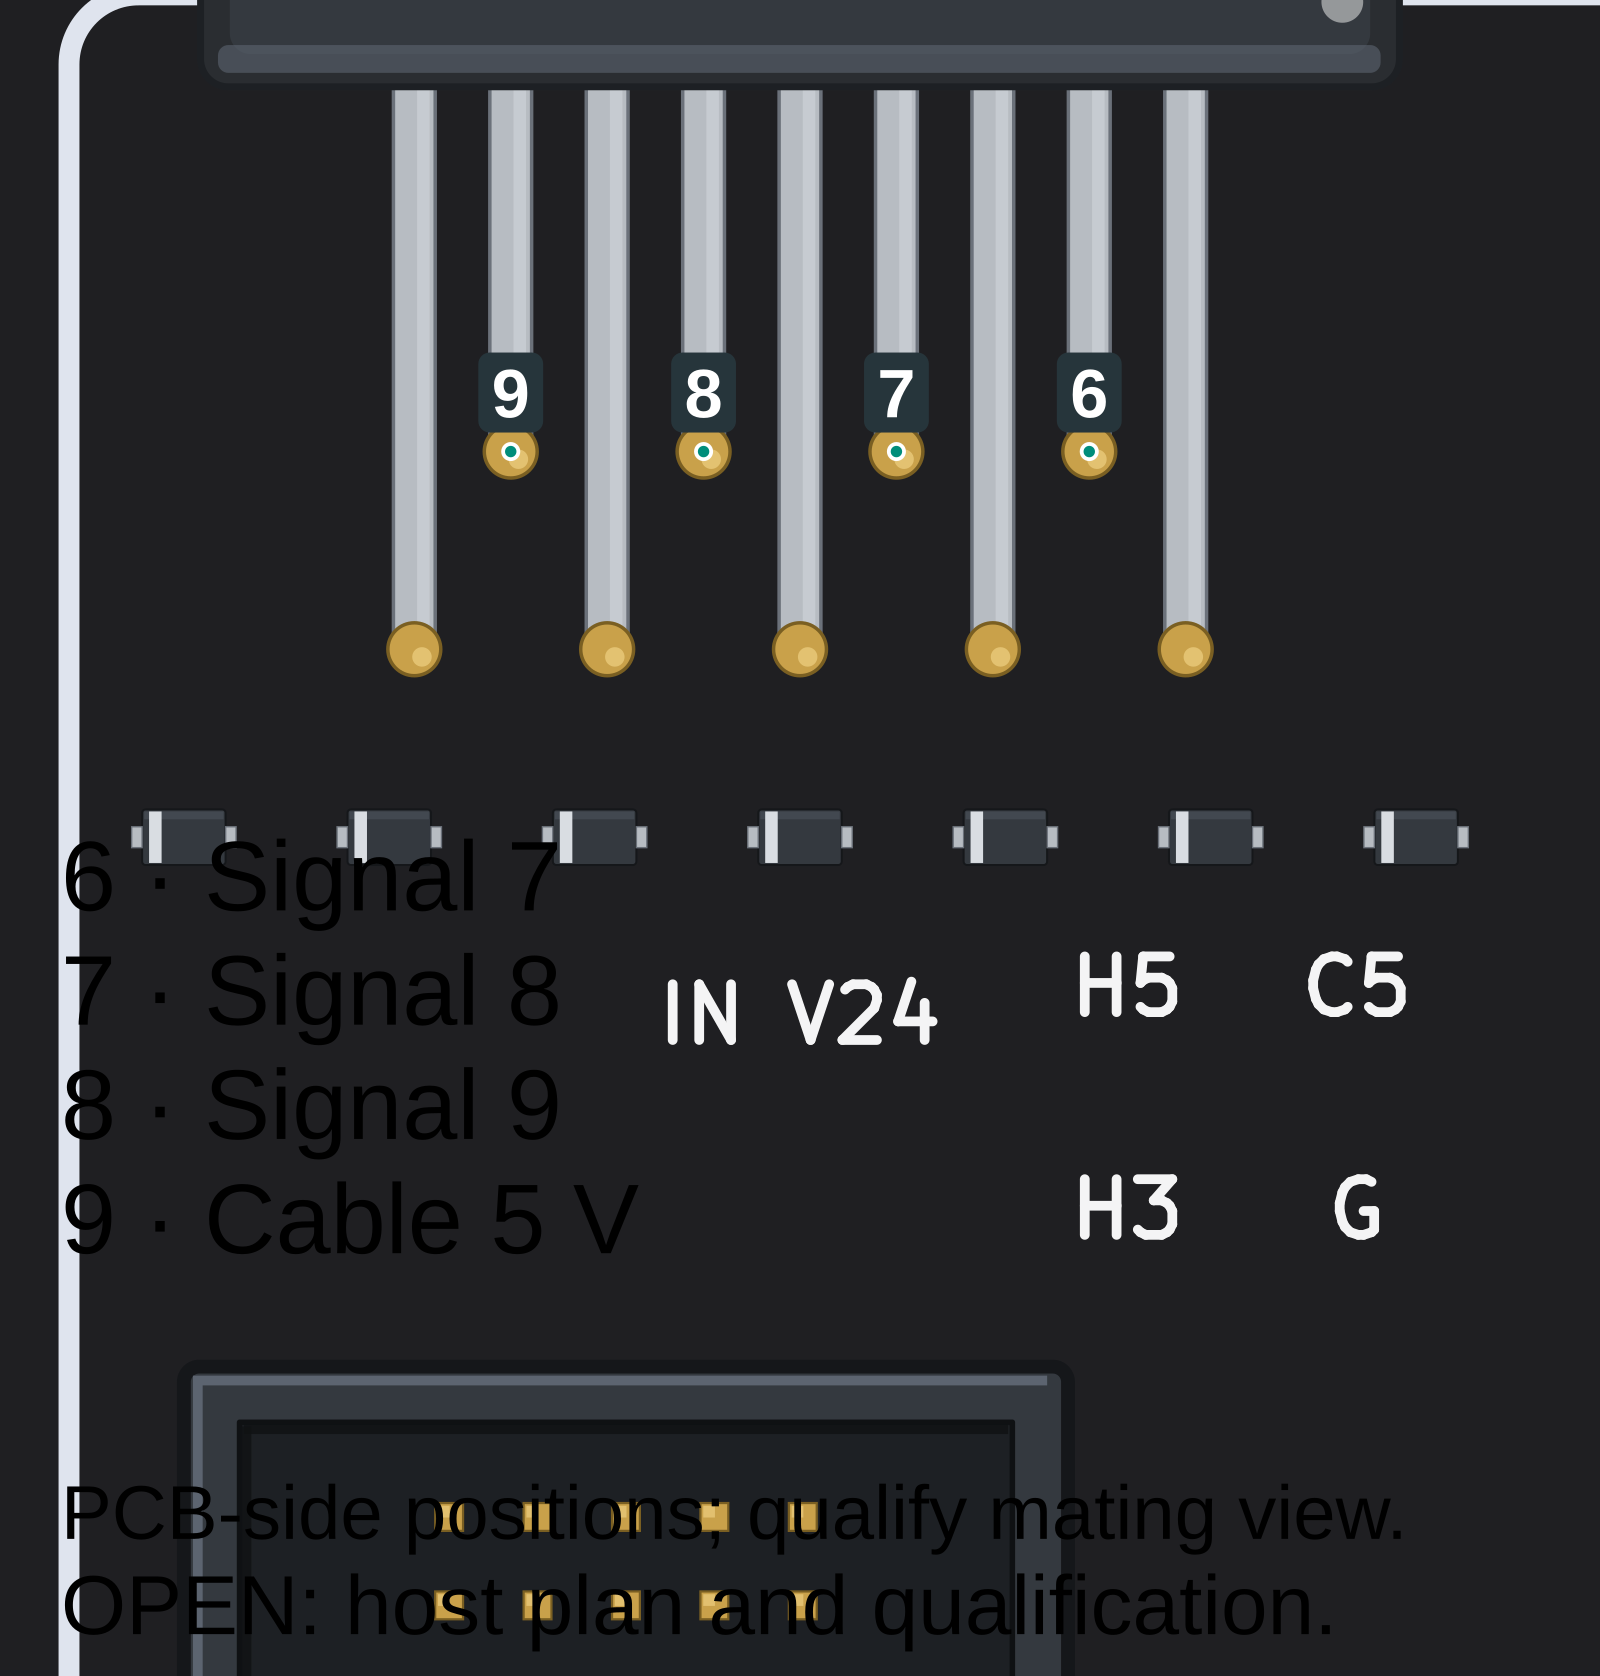 9 8 7 6
6 · Signal 7
7 · Signal 8
8 · Signal 9
9 · Cable 5 V
IN V24
H5 C5
H3 G
PCB-side positions; qualify mating view.
OPEN: host plan and qualification.